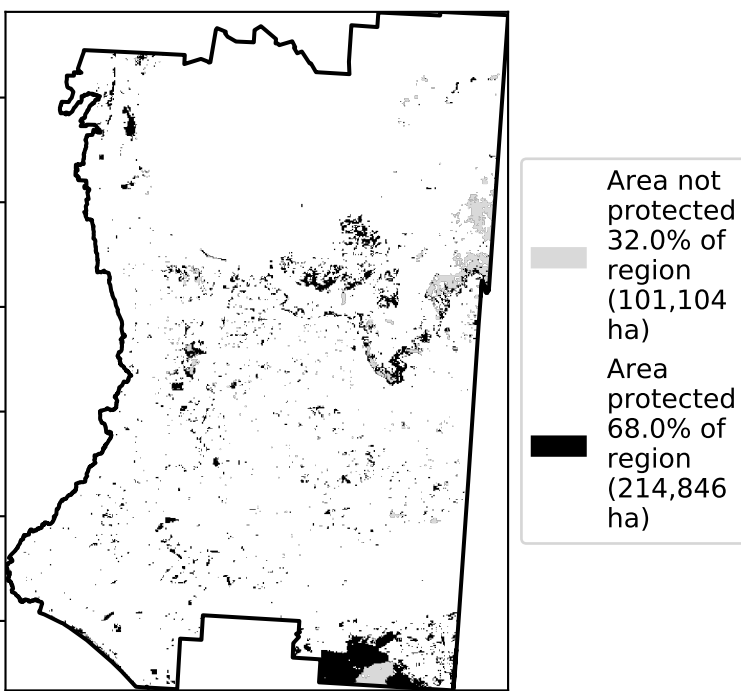 Area not
protected
32.0% of
region
(101,104
ha)
Area
protected
68.0% of
region
(214,846
ha)